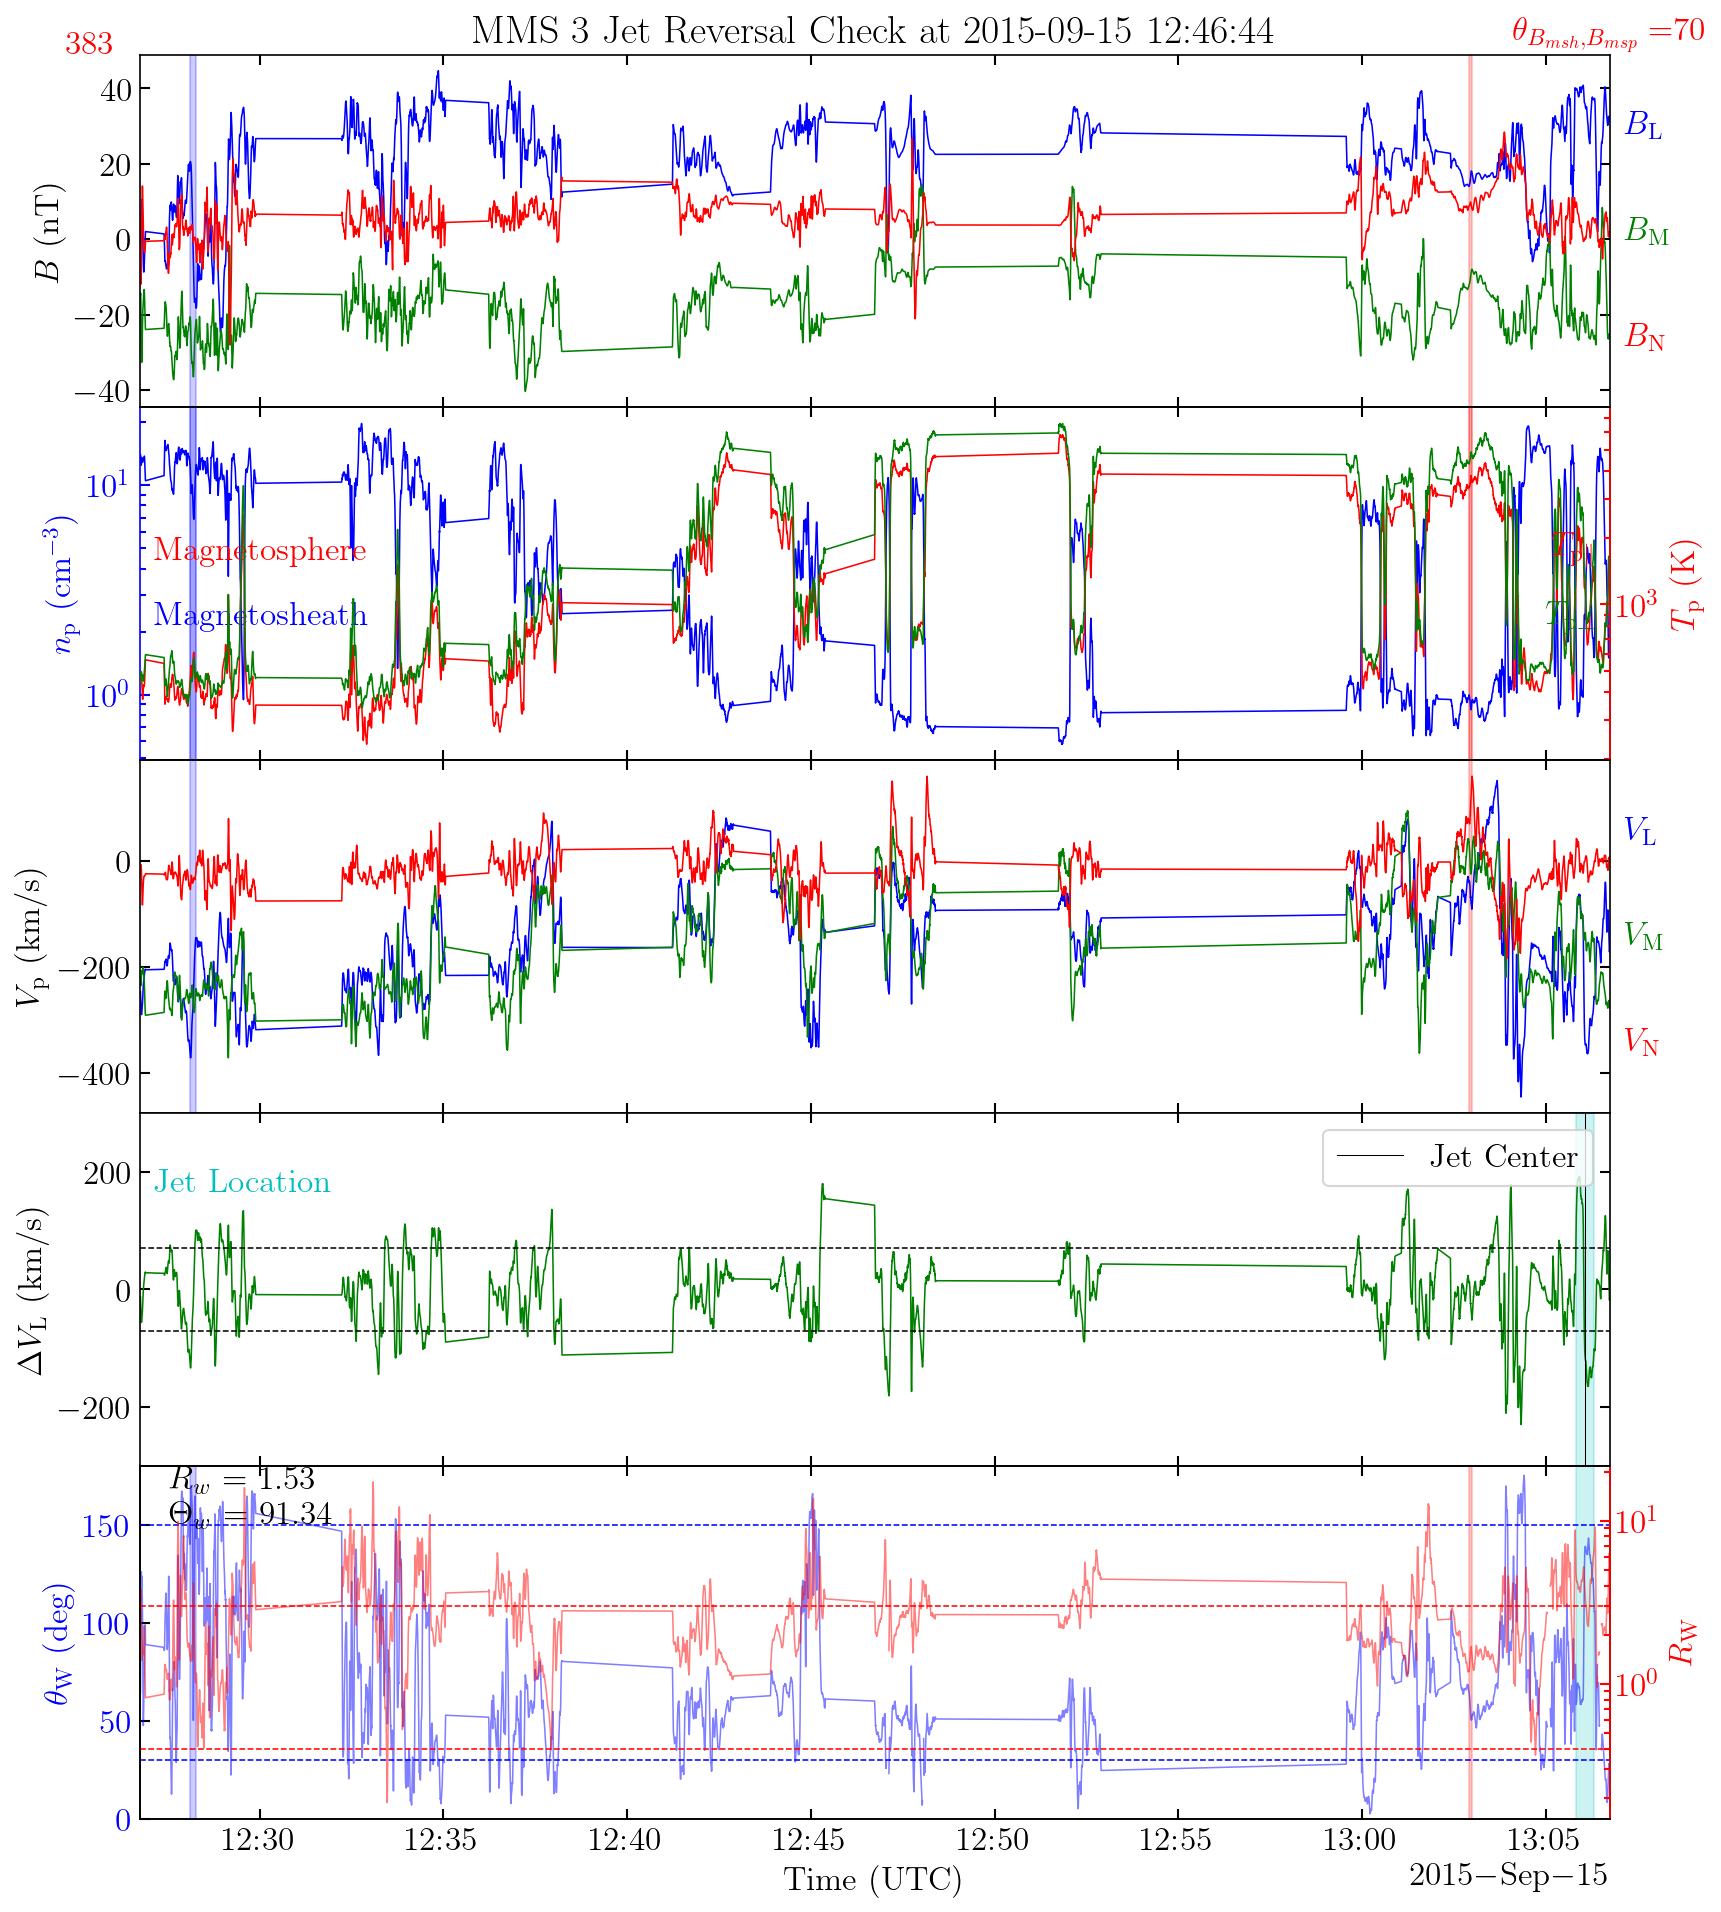 383
MMS 3 Jet Reversal Check at 2015-09-15 12:46:44
θ_{B_{msh},B_{msp}} =70
B (nT)
40
20
0
−20
−40
B_L
B_M
B_N
n_p (cm^{−3})
10^1
10^0
Magnetosphere
Magnetosheath
10^3
T_p (K)
V_p (km/s)
0
−200
−400
V_L
V_M
V_N
ΔV_L (km/s)
200
0
−200
Jet Location
Jet Center
R_w = 1.53
Θ_w = 91.34
θ_W (deg)
150
100
50
0
10^1
10^0
R_W
12:30
12:35
12:40
12:45
12:50
12:55
13:00
13:05
Time (UTC)
2015−Sep−15